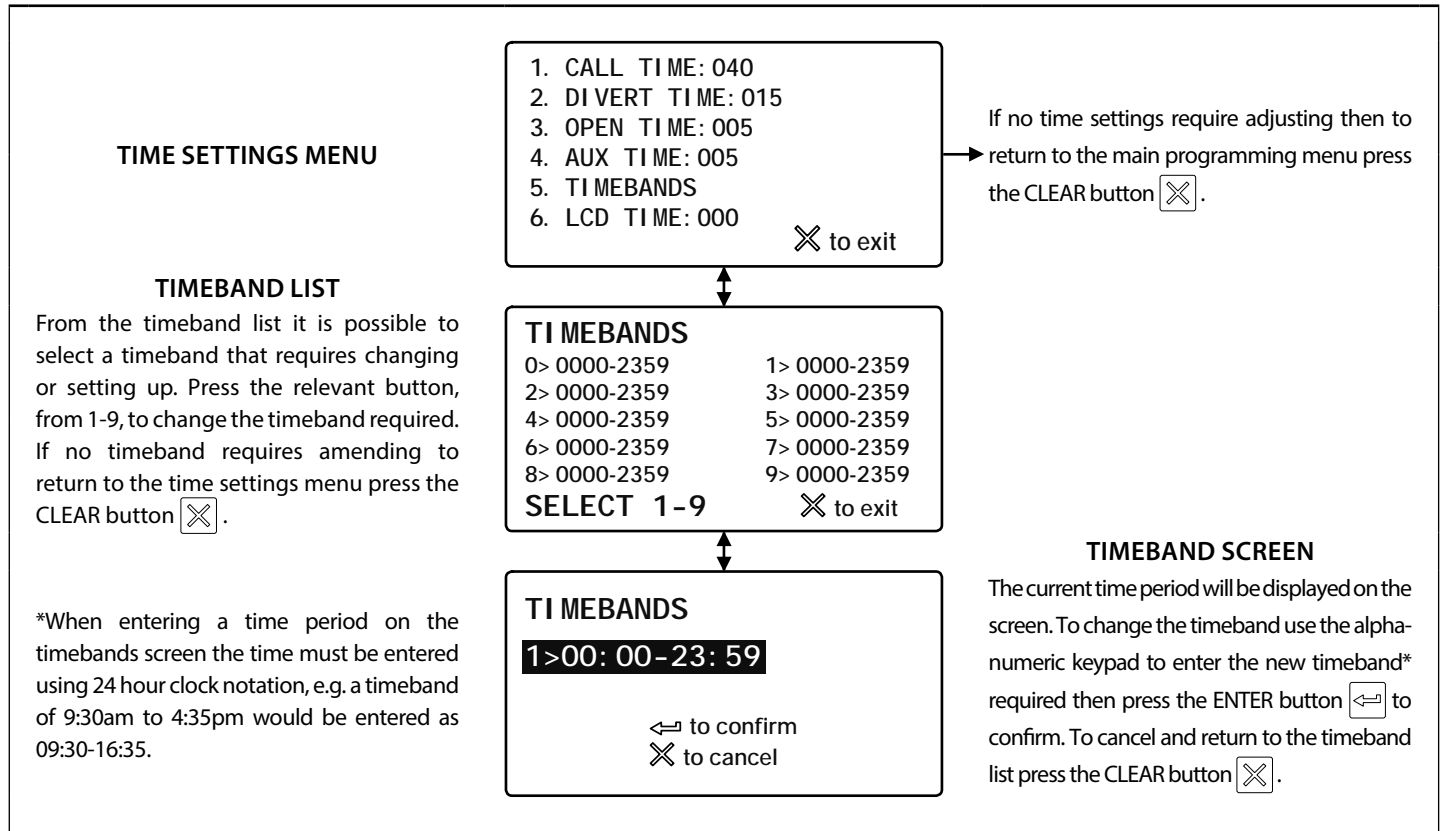 TIME SETTINGS MENU
1. CALL TIME:040
2. DIVERT TIME:015
3. OPEN TIME:005
4. AUX TIME:005
5. TIMEBANDS
6. LCD TIME:000
to exit
If no time settings require adjusting then to
return to the main programming menu press
the CLEAR button .
TIMEBAND LIST
From the timeband list it is possible to
select a timeband that requires changing
or setting up. Press the relevant button,
from 1-9, to change the timeband required.
If no timeband requires amending to
return to the time settings menu press the
CLEAR button .
TIMEBANDS
0> 0000-2359 1> 0000-2359
2> 0000-2359 3> 0000-2359
4> 0000-2359 5> 0000-2359
6> 0000-2359 7> 0000-2359
8> 0000-2359 9> 0000-2359
SELECT 1-9 to exit
*When entering a time period on the
timebands screen the time must be entered
using 24 hour clock notation, e.g. a timeband
of 9:30am to 4:35pm would be entered as
09:30-16:35.
TIMEBANDS
1>00:00-23:59
to confirm
to cancel
TIMEBAND SCREEN
The current time period will be displayed on the
screen. To change the timeband use the alpha-
numeric keypad to enter the new timeband*
required then press the ENTER button to
confirm. To cancel and return to the timeband
list press the CLEAR button .